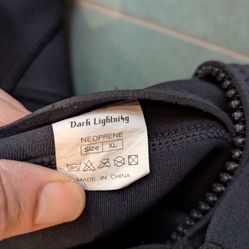 Dark Lightning
NEOPRENE
Size XL
MADE IN CHINA